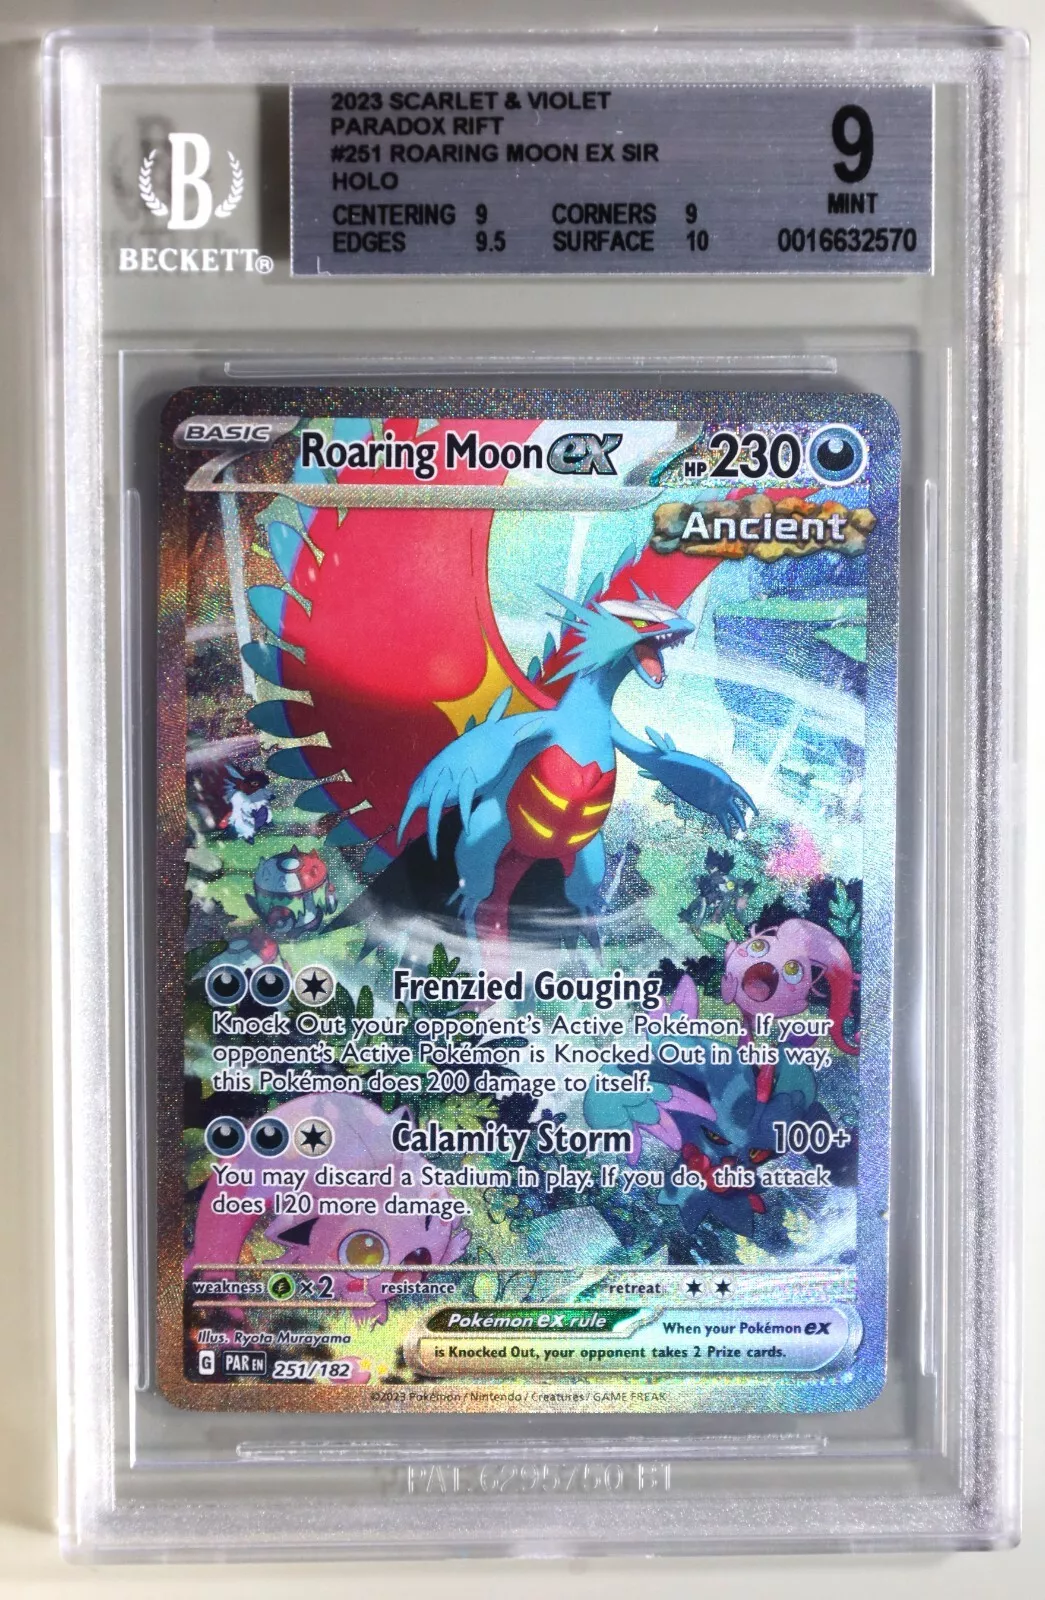 2023 SCARLET & VIOLET
PARADOX RIFT
#251 ROARING MOON EX SIR
HOLO
CENTERING 9 CORNERS 9
EDGES 9.5 SURFACE 10
9
MINT
0016632570
B
BECKETT®
BASIC
Roaring Moon ex
HP 230
Ancient
Frenzied Gouging
Knock Out your opponent's Active Pokémon. If your
opponent's Active Pokémon is Knocked Out in this way,
this Pokémon does 200 damage to itself.
Calamity Storm 100+
You may discard a Stadium in play. If you do, this attack
does 120 more damage.
weakness ×2 resistance retreat
Illus. Ryota Murayama
G PAR EN 251/182
Pokémon ex rule
When your Pokémon ex
is Knocked Out, your opponent takes 2 Prize cards.
©2023 Pokémon / Nintendo / Creatures / GAME FREAK
PAT. 6295750 B1